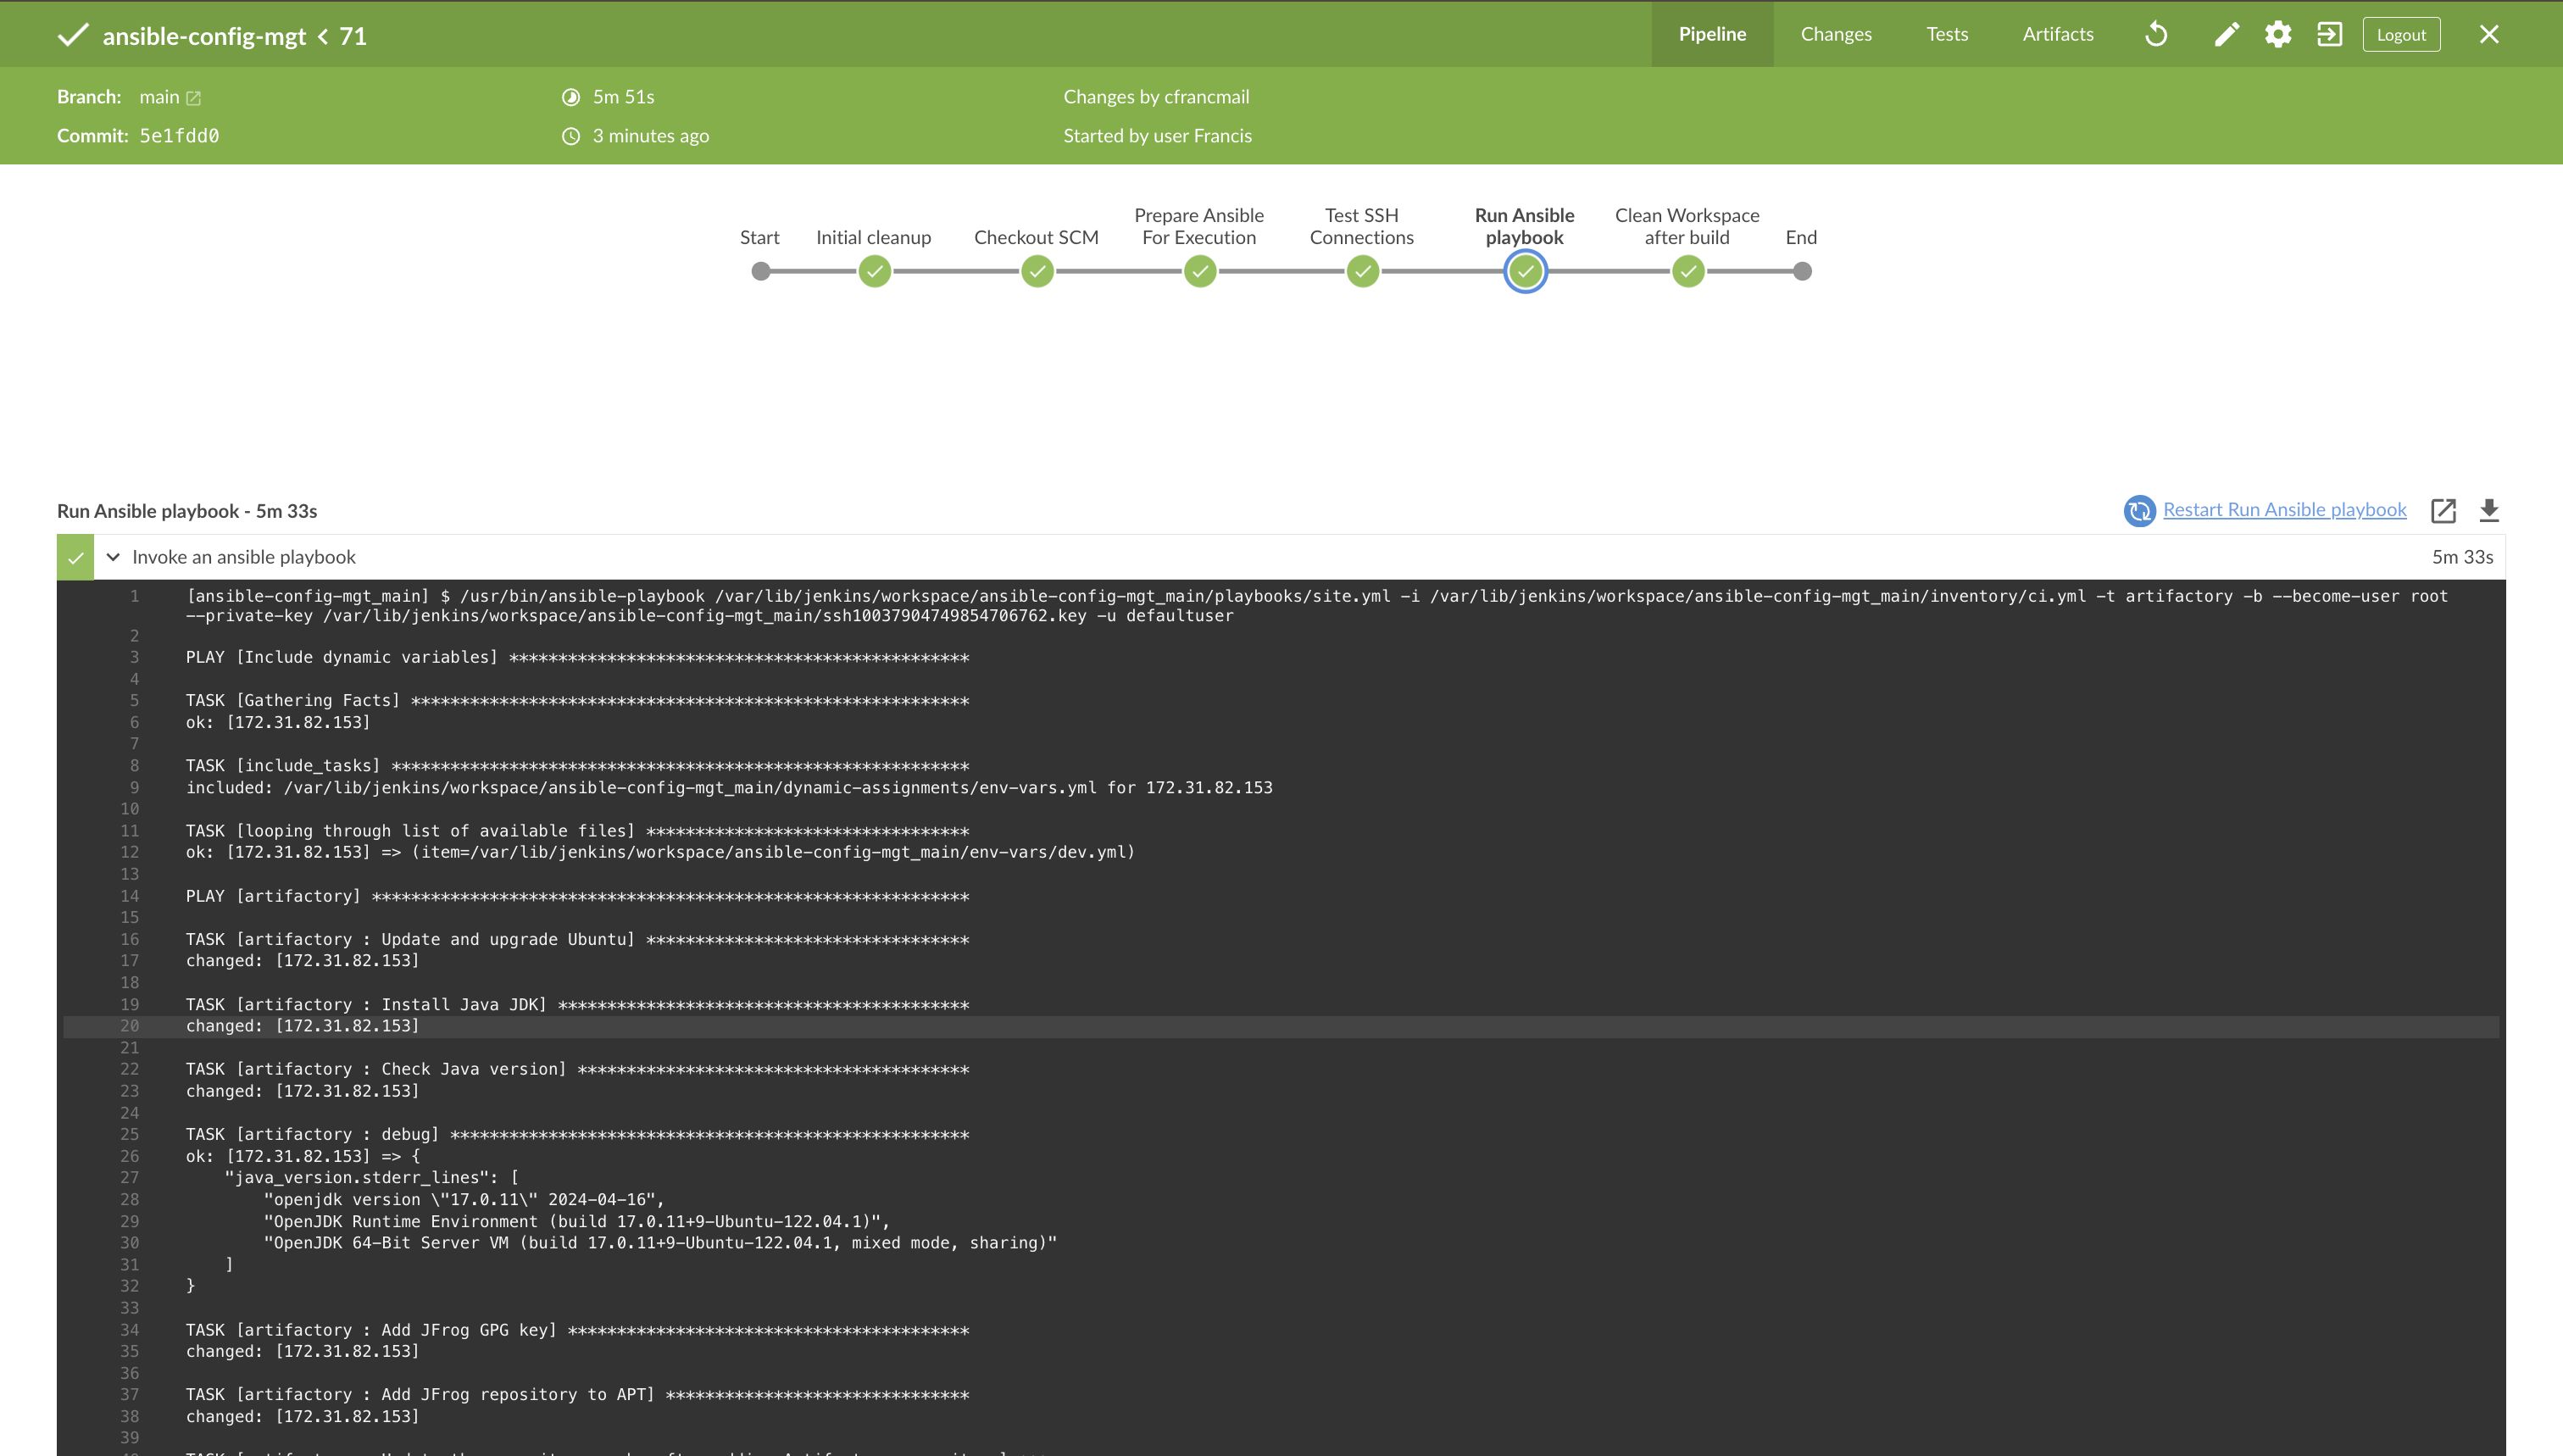 ansible-config-mgt < 71
Pipeline Changes Tests Artifacts Logout
Branch: main 5m 51s Changes by cfrancmail
Commit: 5e1fdd0 3 minutes ago Started by user Francis
Start Initial cleanup Checkout SCM Prepare Ansible For Execution Test SSH Connections Run Ansible playbook Clean Workspace after build End
Run Ansible playbook - 5m 33s Restart Run Ansible playbook
Invoke an ansible playbook 5m 33s
1 [ansible-config-mgt_main] $ /usr/bin/ansible-playbook /var/lib/jenkins/workspace/ansible-config-mgt_main/playbooks/site.yml -i /var/lib/jenkins/workspace/ansible-config-mgt_main/inventory/ci.yml -t artifactory -b --become-user root
--private-key /var/lib/jenkins/workspace/ansible-config-mgt_main/ssh10037904749854706762.key -u defaultuser
2
3 PLAY [Include dynamic variables] ***********************************************
4
5 TASK [Gathering Facts] *********************************************************
6 ok: [172.31.82.153]
7
8 TASK [include_tasks] ***********************************************************
9 included: /var/lib/jenkins/workspace/ansible-config-mgt_main/dynamic-assignments/env-vars.yml for 172.31.82.153
10
11 TASK [looping through list of available files] *********************************
12 ok: [172.31.82.153] => (item=/var/lib/jenkins/workspace/ansible-config-mgt_main/env-vars/dev.yml)
13
14 PLAY [artifactory] *************************************************************
15
16 TASK [artifactory : Update and upgrade Ubuntu] *********************************
17 changed: [172.31.82.153]
18
19 TASK [artifactory : Install Java JDK] ******************************************
20 changed: [172.31.82.153]
21
22 TASK [artifactory : Check Java version] ****************************************
23 changed: [172.31.82.153]
24
25 TASK [artifactory : debug] *****************************************************
26 ok: [172.31.82.153] => {
27 "java_version.stderr_lines": [
28 "openjdk version \"17.0.11\" 2024-04-16",
29 "OpenJDK Runtime Environment (build 17.0.11+9-Ubuntu-122.04.1)",
30 "OpenJDK 64-Bit Server VM (build 17.0.11+9-Ubuntu-122.04.1, mixed mode, sharing)"
31 ]
32 }
33
34 TASK [artifactory : Add JFrog GPG key] *****************************************
35 changed: [172.31.82.153]
36
37 TASK [artifactory : Add JFrog repository to APT] *******************************
38 changed: [172.31.82.153]
39